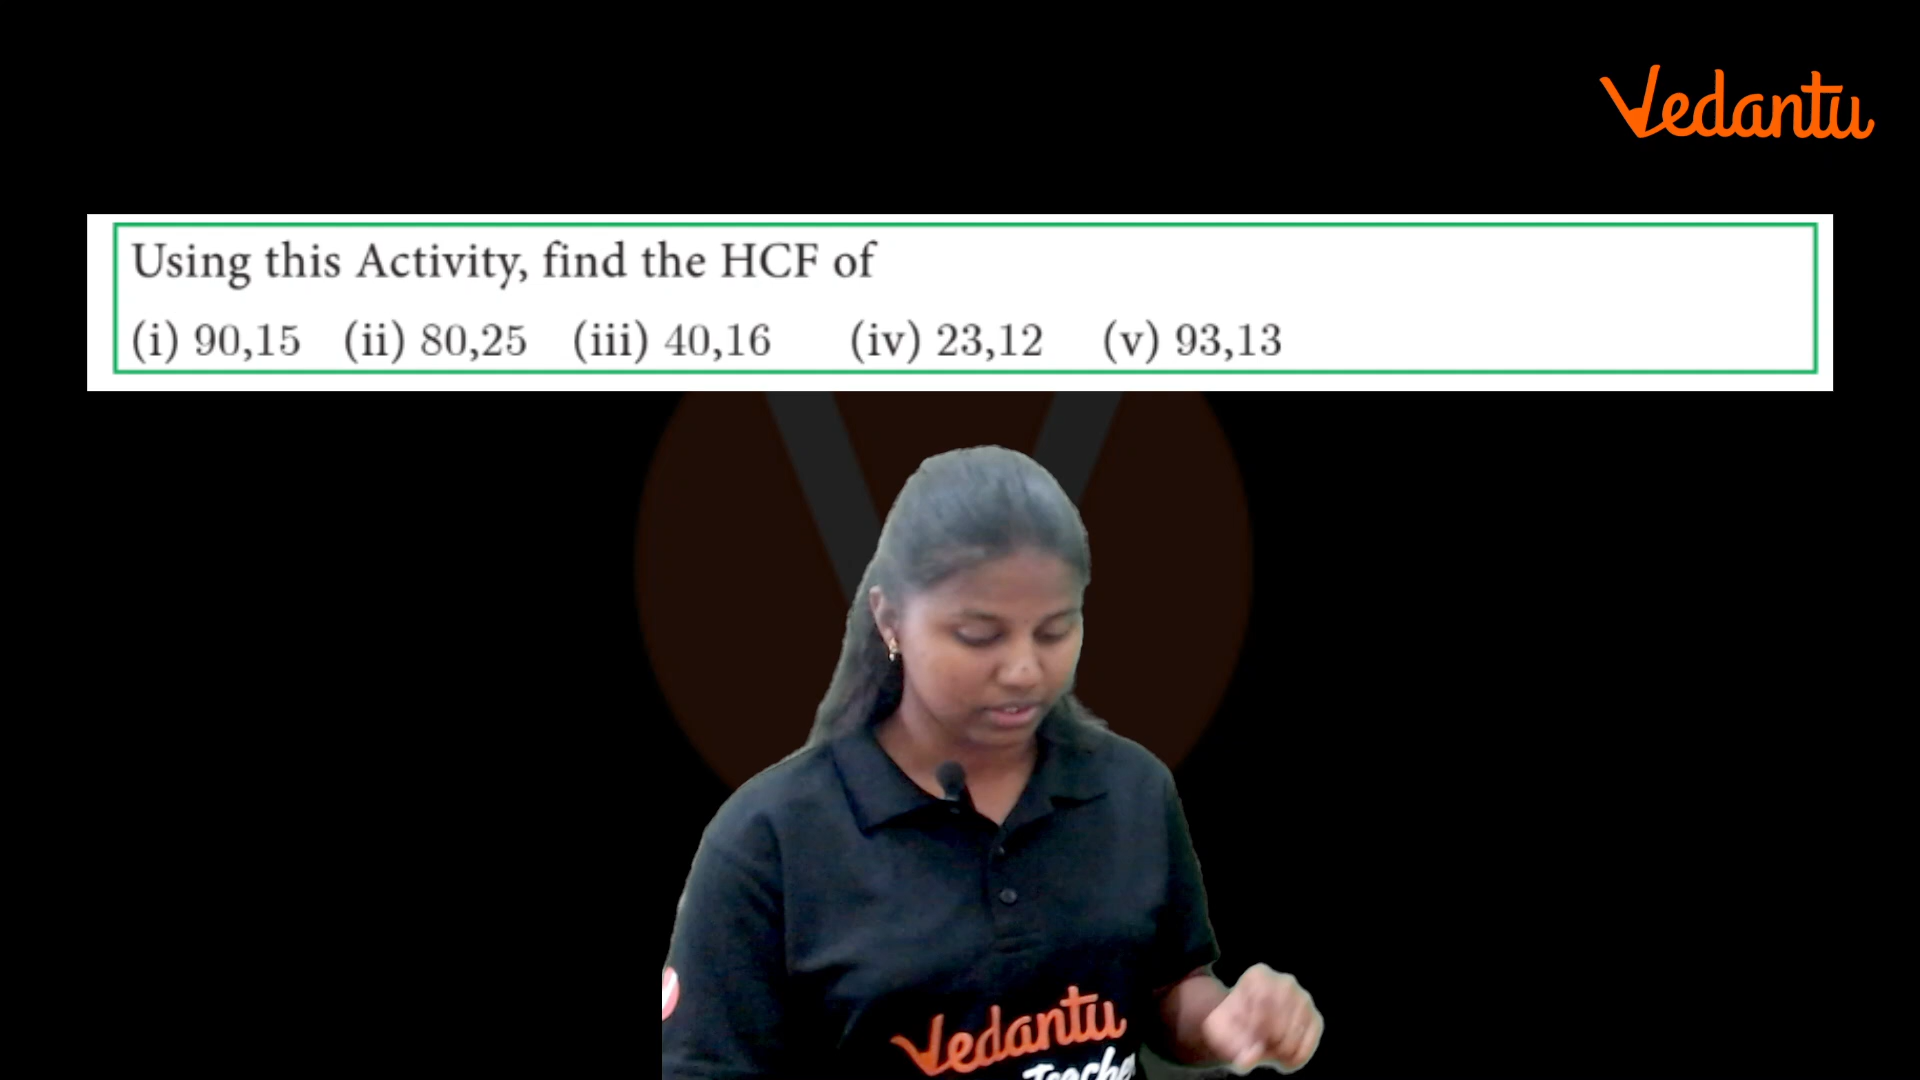 Vedantu
Using this Activity, find the HCF of
(i) 90,15 (ii) 80,25 (iii) 40,16 (iv) 23,12 (v) 93,13
Vedantu